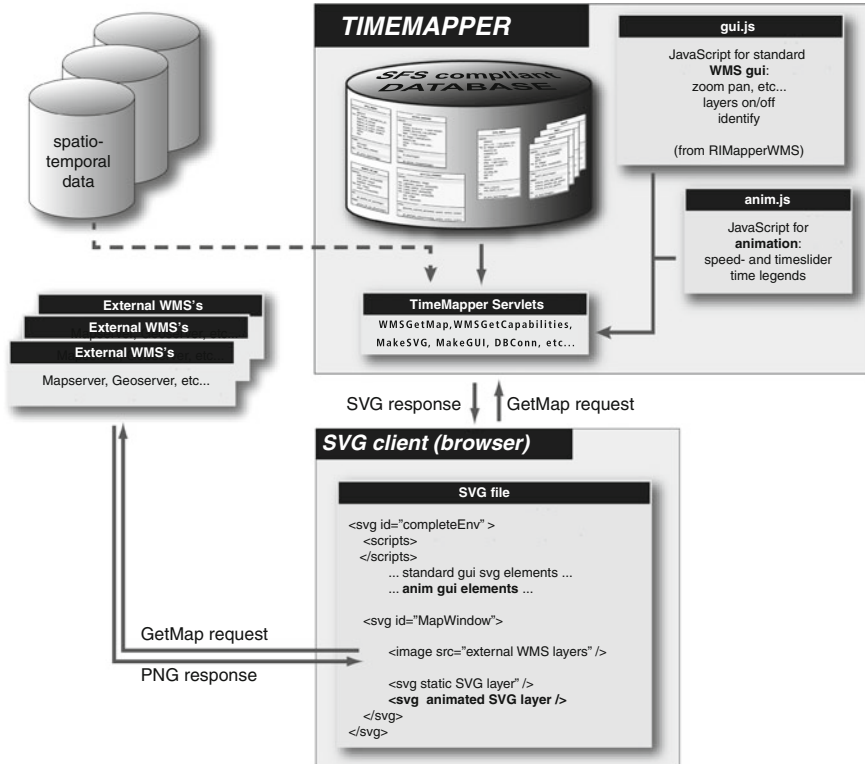 TIMEMAPPER
SFS compliant
DATABASE
spatio-
temporal
data
gui.js
JavaScript for standard
WMS gui:
zoom pan, etc...
layers on/off
identify
(from RIMapperWMS)
anim.js
JavaScript for
animation:
speed- and timeslider
time legends
TimeMapper Servlets
WMSGetMap,WMSGetCapabilities,
MakeSVG, MakeGUI, DBConn, etc...
External WMS's
External WMS's
External WMS's
Mapserver, Geoserver, etc...
SVG response
GetMap request
SVG client (browser)
SVG file
<svg id="completeEnv" >
<scripts>
</scripts>
... standard gui svg elements ...
... anim gui elements ...
<svg id="MapWindow">
<image src="external WMS layers" />
<svg static SVG layer" />
<svg animated SVG layer />
</svg>
</svg>
GetMap request
PNG response